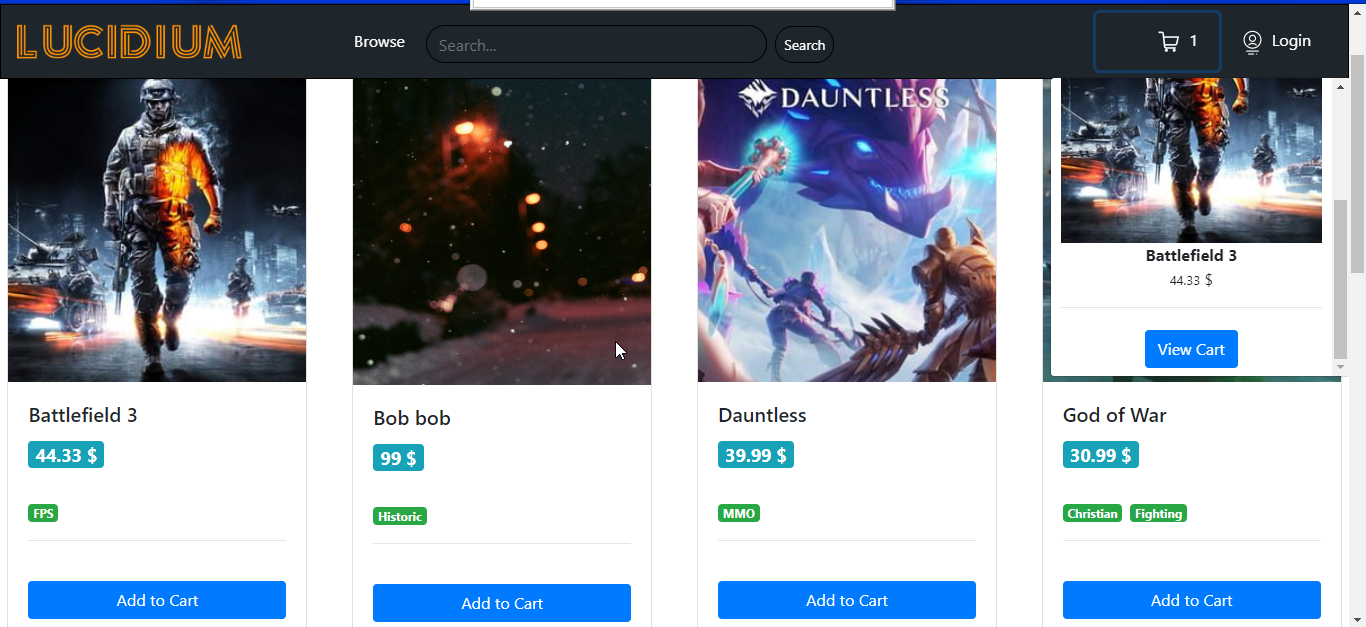 LUCIDIUM
Browse
Search...
Search
1
Login
DAUNTLESS
Battlefield 3
44.33 $
View Cart
Battlefield 3
44.33 $
FPS
Add to Cart
Bob bob
99 $
Historic
Add to Cart
Dauntless
39.99 $
MMO
Add to Cart
God of War
30.99 $
Christian Fighting
Add to Cart